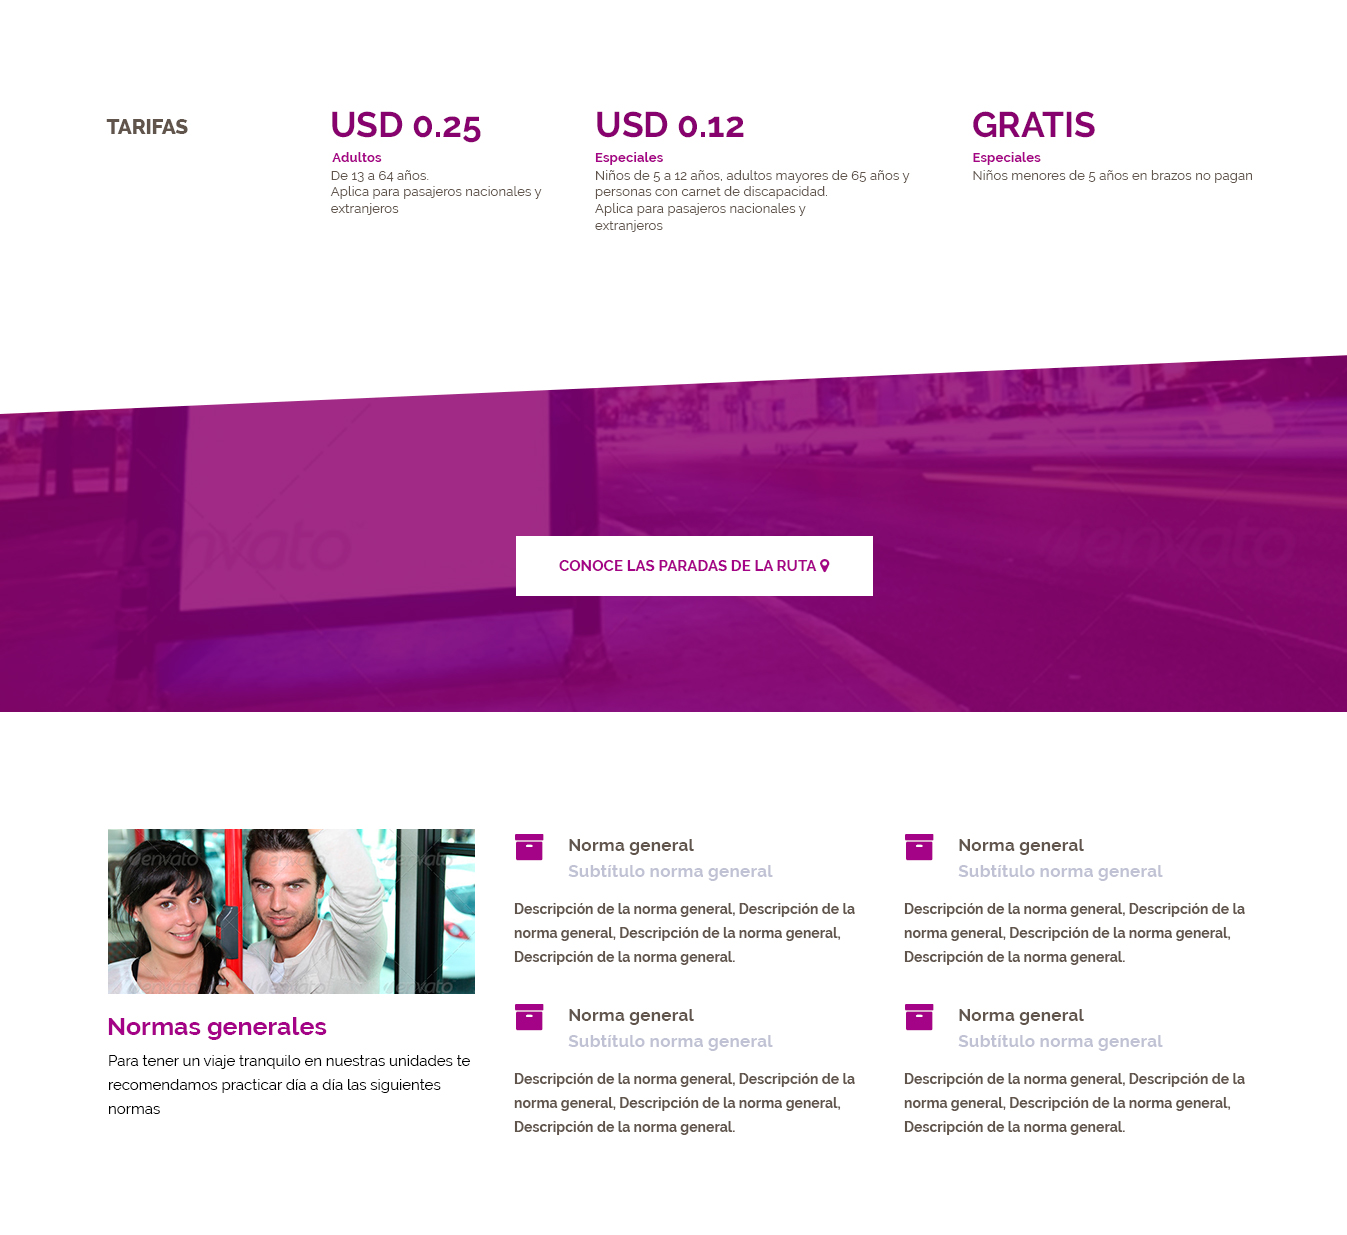 TARIFAS
USD 0.25
Adultos
De 13 a 64 años.
Aplica para pasajeros nacionales y
extranjeros
USD 0.12
Especiales
Niños de 5 a 12 años, adultos mayores de 65 años y
personas con carnet de discapacidad.
Aplica para pasajeros nacionales y
extranjeros
GRATIS
Especiales
Niños menores de 5 años en brazos no pagan
envato
envato
CONOCE LAS PARADAS DE LA RUTA
denvato
envato
envato
envato
Normas generales
Para tener un viaje tranquilo en nuestras unidades te
recomendamos practicar día a día las siguientes
normas
Norma general
Subtítulo norma general
Descripción de la norma general, Descripción de la
norma general, Descripción de la norma general,
Descripción de la norma general.
Norma general
Subtítulo norma general
Descripción de la norma general, Descripción de la
norma general, Descripción de la norma general,
Descripción de la norma general.
Norma general
Subtítulo norma general
Descripción de la norma general, Descripción de la
norma general, Descripción de la norma general,
Descripción de la norma general.
Norma general
Subtítulo norma general
Descripción de la norma general, Descripción de la
norma general, Descripción de la norma general,
Descripción de la norma general.